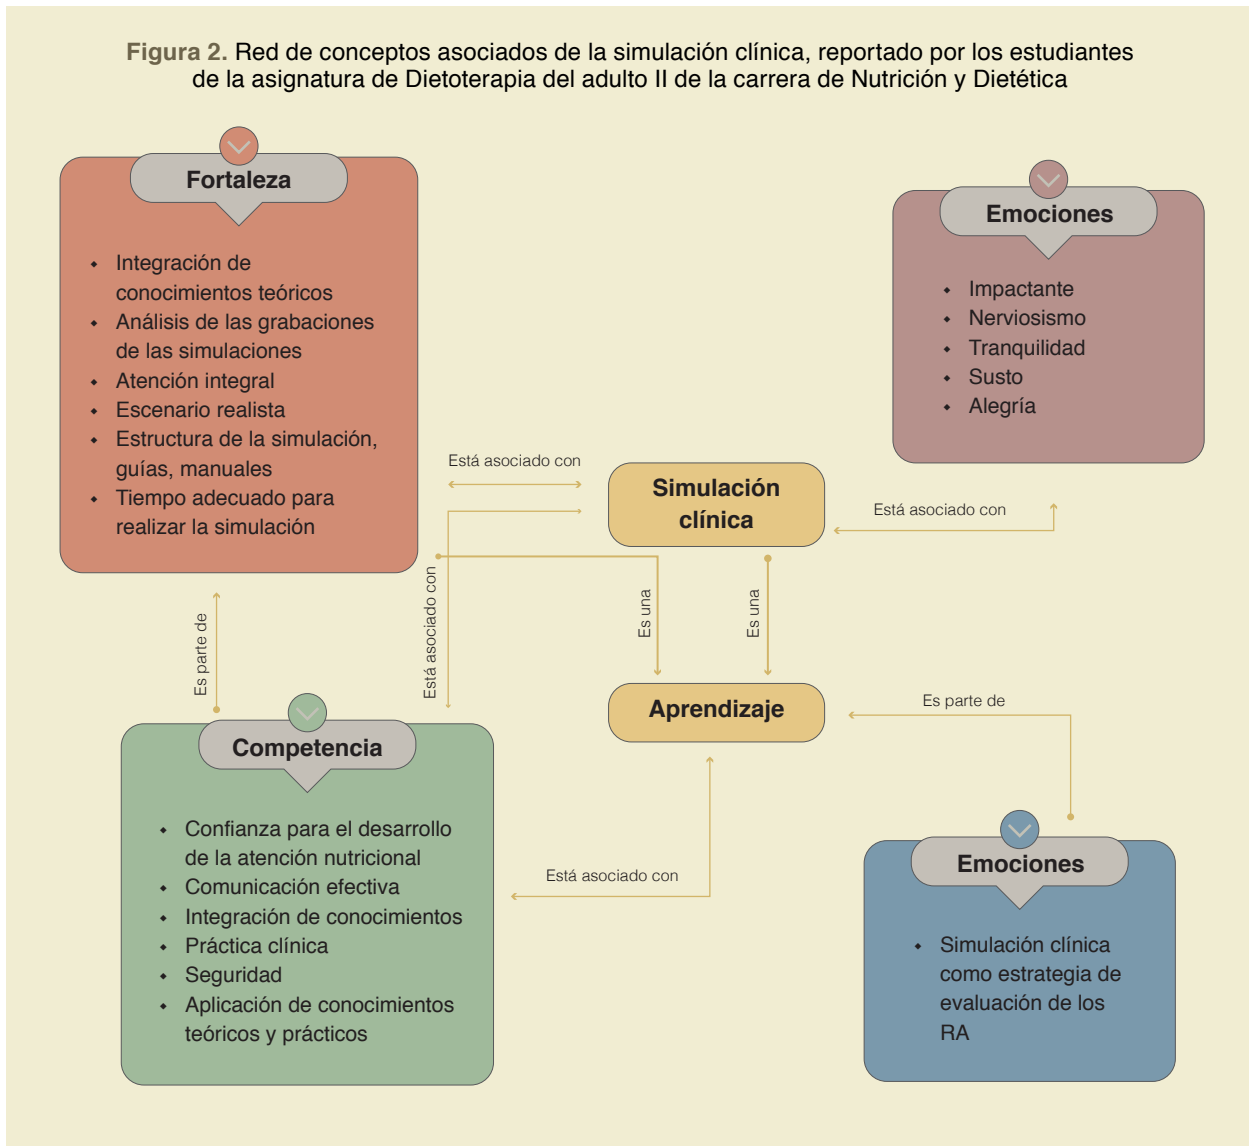 Figura 2. Red de conceptos asociados de la simulación clínica, reportado por los estudiantes
de la asignatura de Dietoterapia del adulto II de la carrera de Nutrición y Dietética
Fortaleza
Integración de
conocimientos teóricos
Análisis de las grabaciones
de las simulaciones
Atención integral
Escenario realista
Estructura de la simulación,
guías, manuales
Tiempo adecuado para
realizar la simulación
Emociones
Impactante
Nerviosismo
Tranquilidad
Susto
Alegría
Está asociado con
Simulación
clínica
Está asociado con
Es parte de
Está asociado con
Es una
Es una
Aprendizaje
Es parte de
Competencia
Confianza para el desarrollo
de la atención nutricional
Comunicación efectiva
Integración de conocimientos
Práctica clínica
Seguridad
Aplicación de conocimientos
teóricos y prácticos
Está asociado con
Emociones
Simulación clínica
como estrategia de
evaluación de los
RA